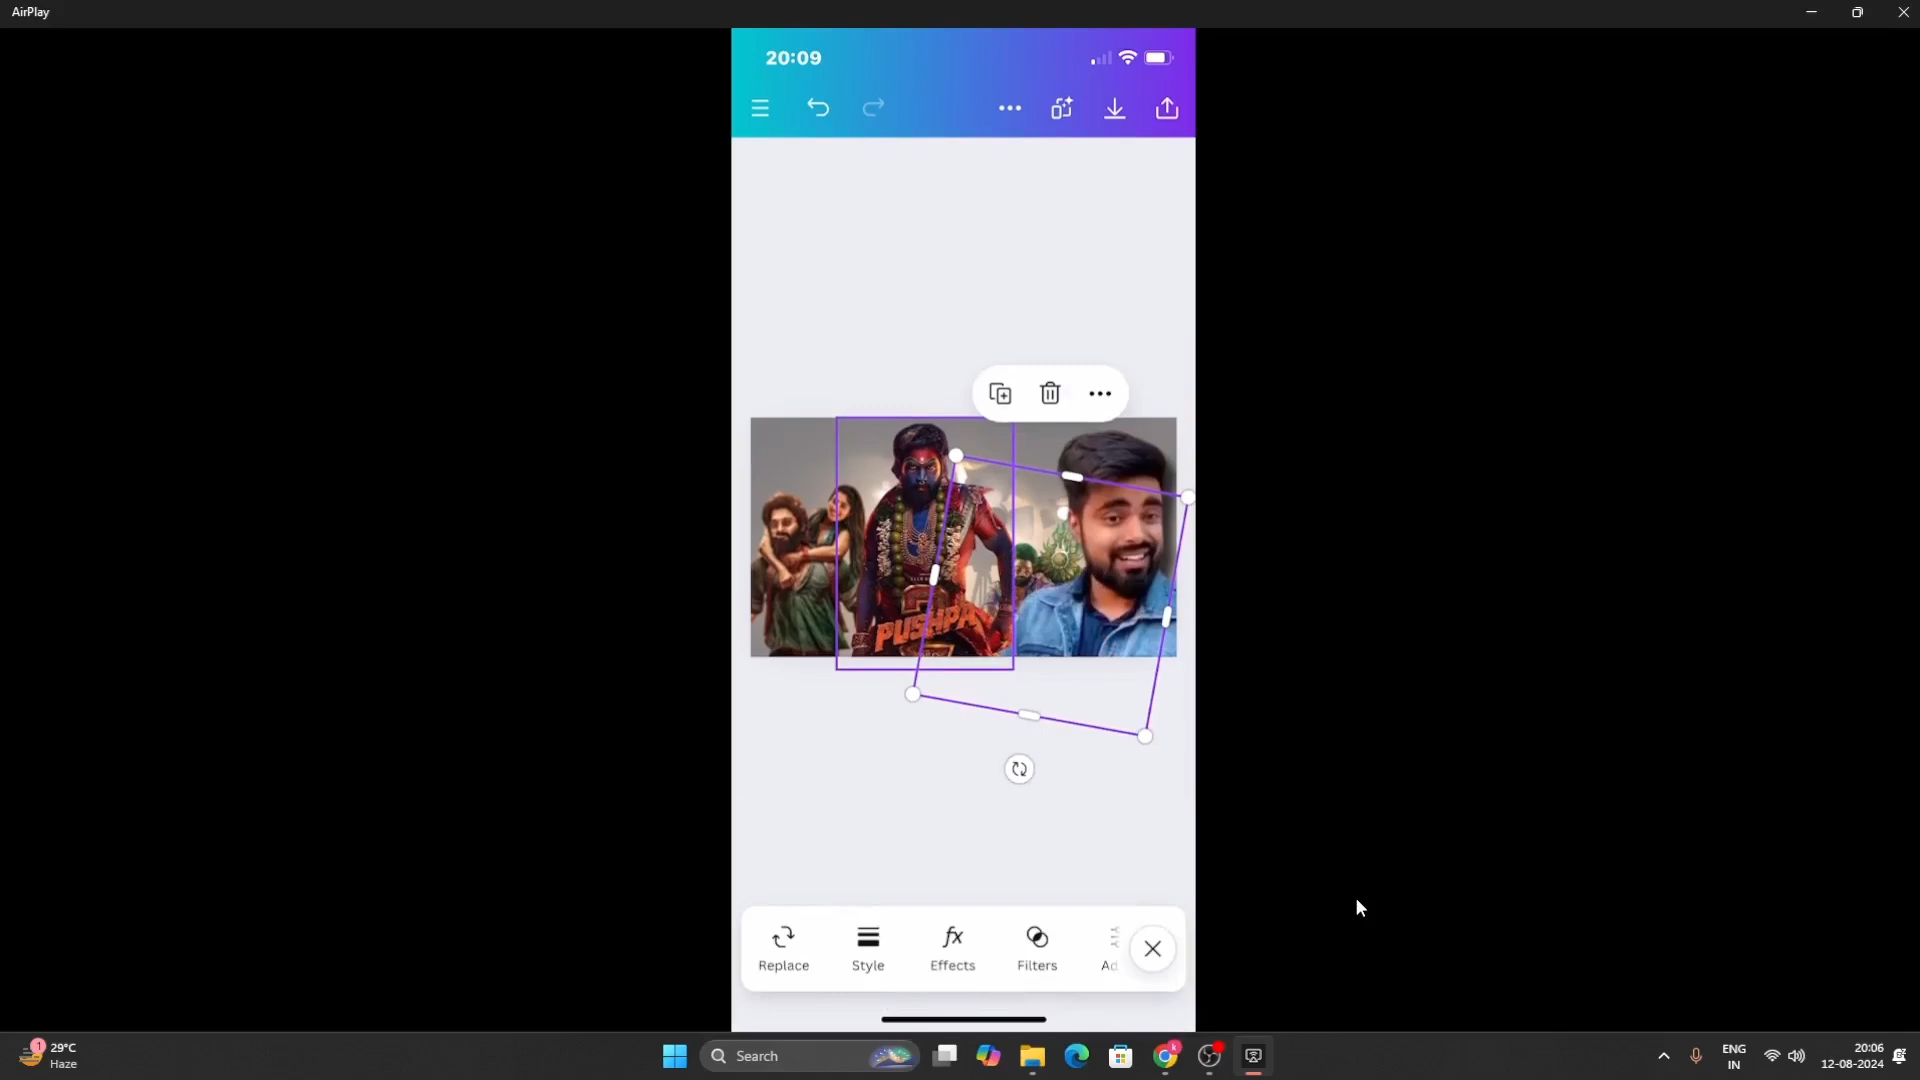 AirPlay
20:09
PUSHPA
Replace
Style
Effects
Filters
Ad
1
29°C
Haze
Search
ENG
IN
20:06
12-08-2024